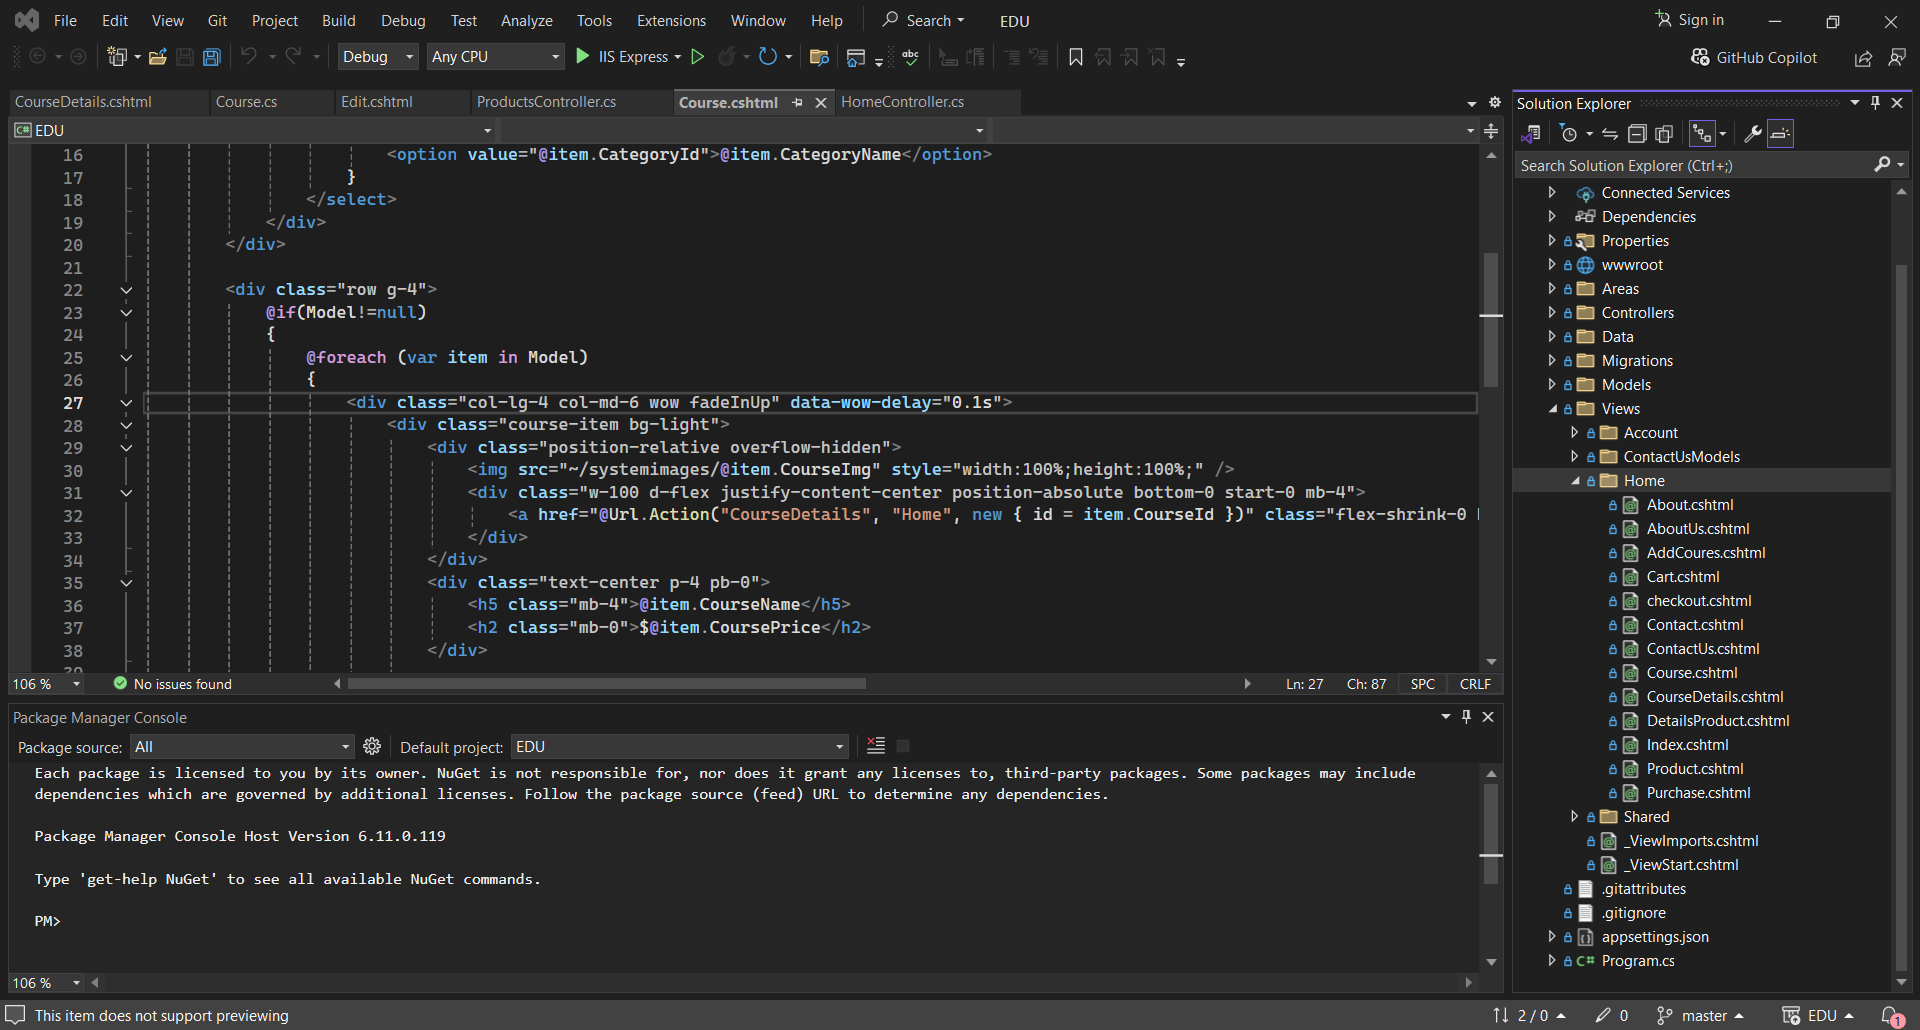 File Edit View Git Project Build Debug Test Analyze Tools Extensions Window Help Search EDU Sign in
Debug Any CPU IIS Express abc GitHub Copilot
CourseDetails.cshtml Course.cs Edit.cshtml ProductsController.cs Course.cshtml HomeController.cs
C# EDU
16 <option value="@item.CategoryId">@item.CategoryName</option>
17 }
18 </select>
19 </div>
20 </div>
21
22 <div class="row g-4">
23 @if(Model!=null)
24 {
25 @foreach (var item in Model)
26 {
27 <div class="col-lg-4 col-md-6 wow fadeInUp" data-wow-delay="0.1s">
28 <div class="course-item bg-light">
29 <div class="position-relative overflow-hidden">
30 <img src="~/systemimages/@item.CourseImg" style="width:100%;height:100%;" />
31 <div class="w-100 d-flex justify-content-center position-absolute bottom-0 start-0 mb-4">
32 <a href="@Url.Action("CourseDetails", "Home", new { id = item.CourseId })" class="flex-shrink-0
33 </div>
34 </div>
35 <div class="text-center p-4 pb-0">
36 <h5 class="mb-4">@item.CourseName</h5>
37 <h2 class="mb-0">$@item.CoursePrice</h2>
38 </div>
39
106 % No issues found Ln: 27 Ch: 87 SPC CRLF
Package Manager Console
Package source: All Default project: EDU
Each package is licensed to you by its owner. NuGet is not responsible for, nor does it grant any licenses to, third-party packages. Some packages may include
dependencies which are governed by additional licenses. Follow the package source (feed) URL to determine any dependencies.
Package Manager Console Host Version 6.11.0.119
Type 'get-help NuGet' to see all available NuGet commands.
PM>
106 %
Solution Explorer
Search Solution Explorer (Ctrl+;)
Connected Services
Dependencies
Properties
wwwroot
Areas
Controllers
Data
Migrations
Models
Views
Account
ContactUsModels
Home
About.cshtml
AboutUs.cshtml
AddCoures.cshtml
Cart.cshtml
checkout.cshtml
Contact.cshtml
ContactUs.cshtml
Course.cshtml
CourseDetails.cshtml
DetailsProduct.cshtml
Index.cshtml
Product.cshtml
Purchase.cshtml
Shared
_ViewImports.cshtml
_ViewStart.cshtml
.gitattributes
.gitignore
appsettings.json
C# Program.cs
This item does not support previewing 2 / 0 0 master EDU 1